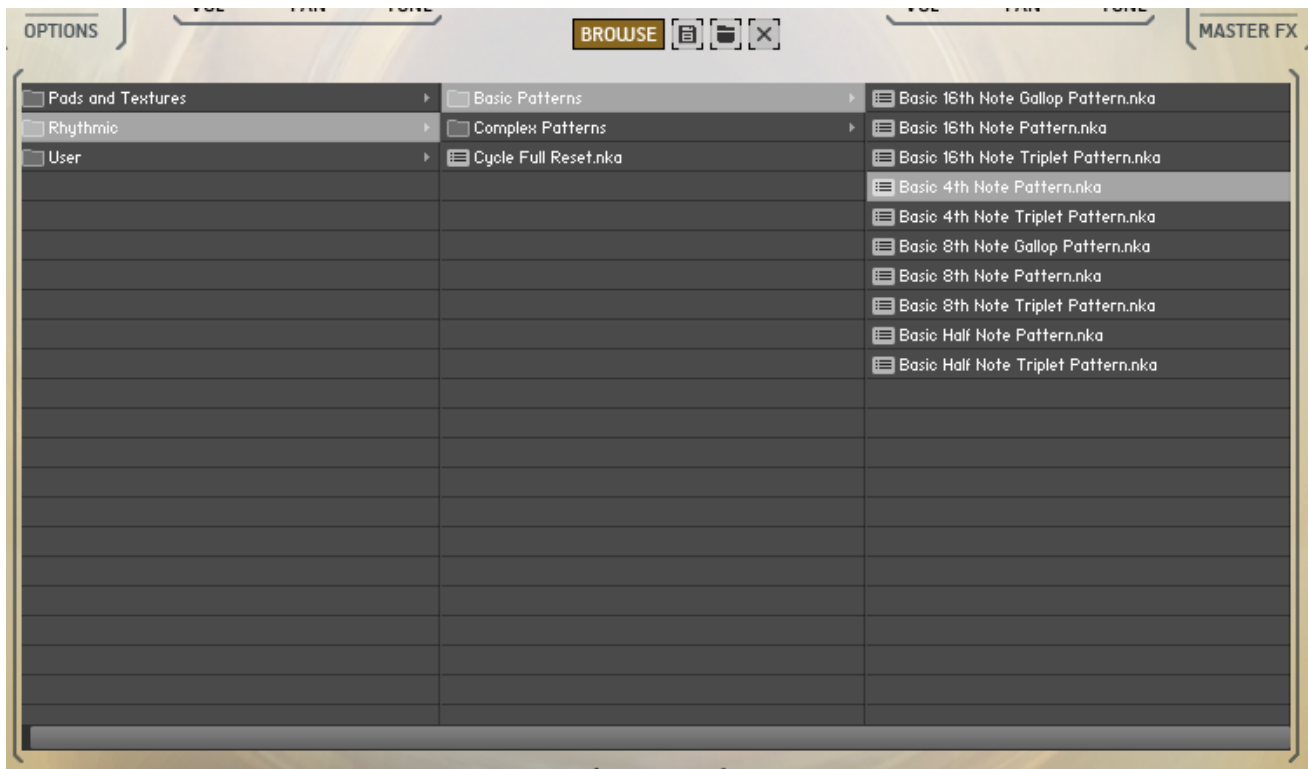 OPTIONS
BROWSE
MASTER FX
Pads and Textures
Rhythmic
User
Basic Patterns
Complex Patterns
Cycle Full Reset.nka
Basic 16th Note Gallop Pattern.nka
Basic 16th Note Pattern.nka
Basic 16th Note Triplet Pattern.nka
Basic 4th Note Pattern.nka
Basic 4th Note Triplet Pattern.nka
Basic 8th Note Gallop Pattern.nka
Basic 8th Note Pattern.nka
Basic 8th Note Triplet Pattern.nka
Basic Half Note Pattern.nka
Basic Half Note Triplet Pattern.nka